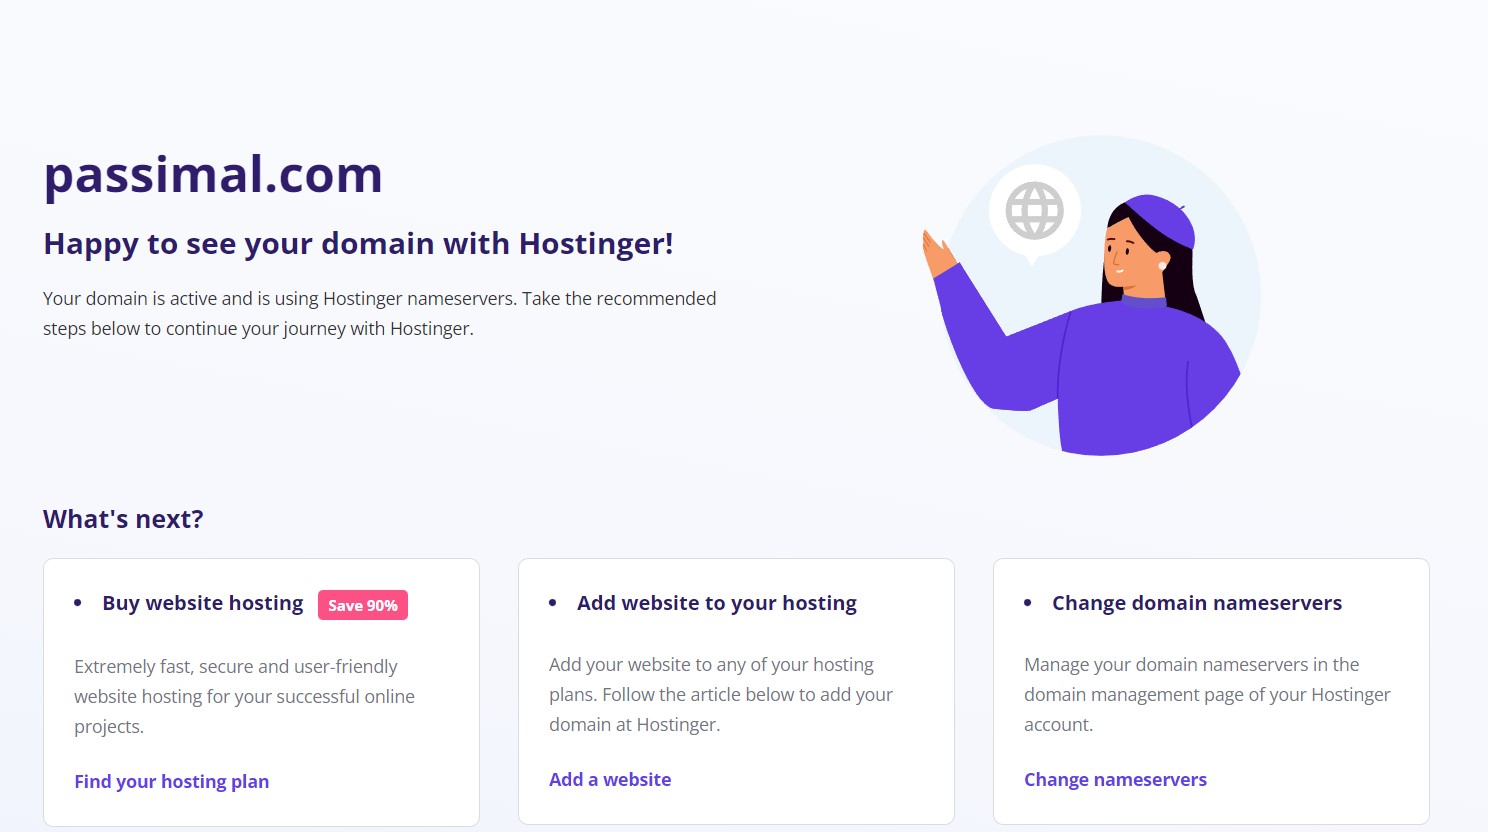 passimal.com
Happy to see your domain with Hostinger!
Your domain is active and is using Hostinger nameservers. Take the recommended
steps below to continue your journey with Hostinger.
What's next?
• Buy website hosting Save 90%
Extremely fast, secure and user-friendly
website hosting for your successful online
projects.
Find your hosting plan
• Add website to your hosting
Add your website to any of your hosting
plans. Follow the article below to add your
domain at Hostinger.
Add a website
• Change domain nameservers
Manage your domain nameservers in the
domain management page of your Hostinger
account.
Change nameservers